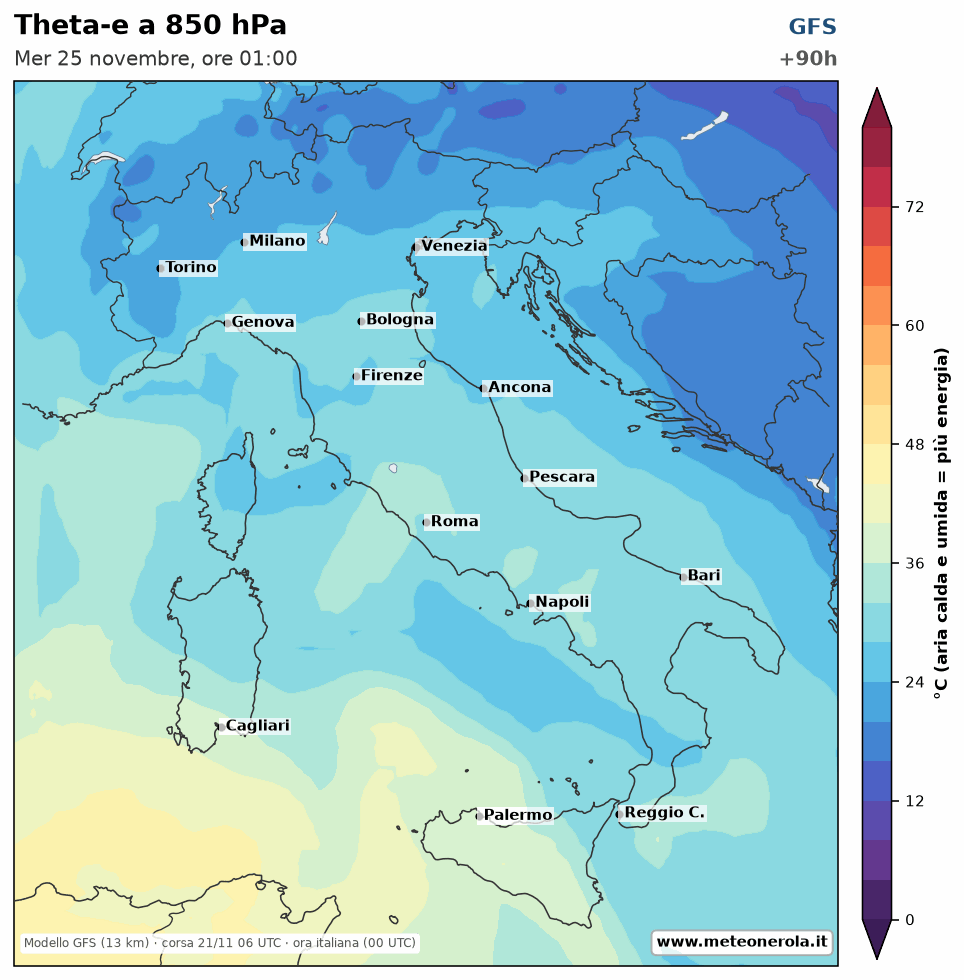 Theta-e a 850 hPa
GFS
Mer 25 novembre, ore 01:00
+90h
Milano
Venezia
Torino
Genova
Bologna
Firenze
Ancona
Pescara
Roma
Bari
Napoli
Cagliari
Palermo
Reggio C.
72
60
48
36
24
12
0
°C (aria calda e umida = più energia)
Modello GFS (13 km) · corsa 21/11 06 UTC · ora italiana (00 UTC)
www.meteonerola.it